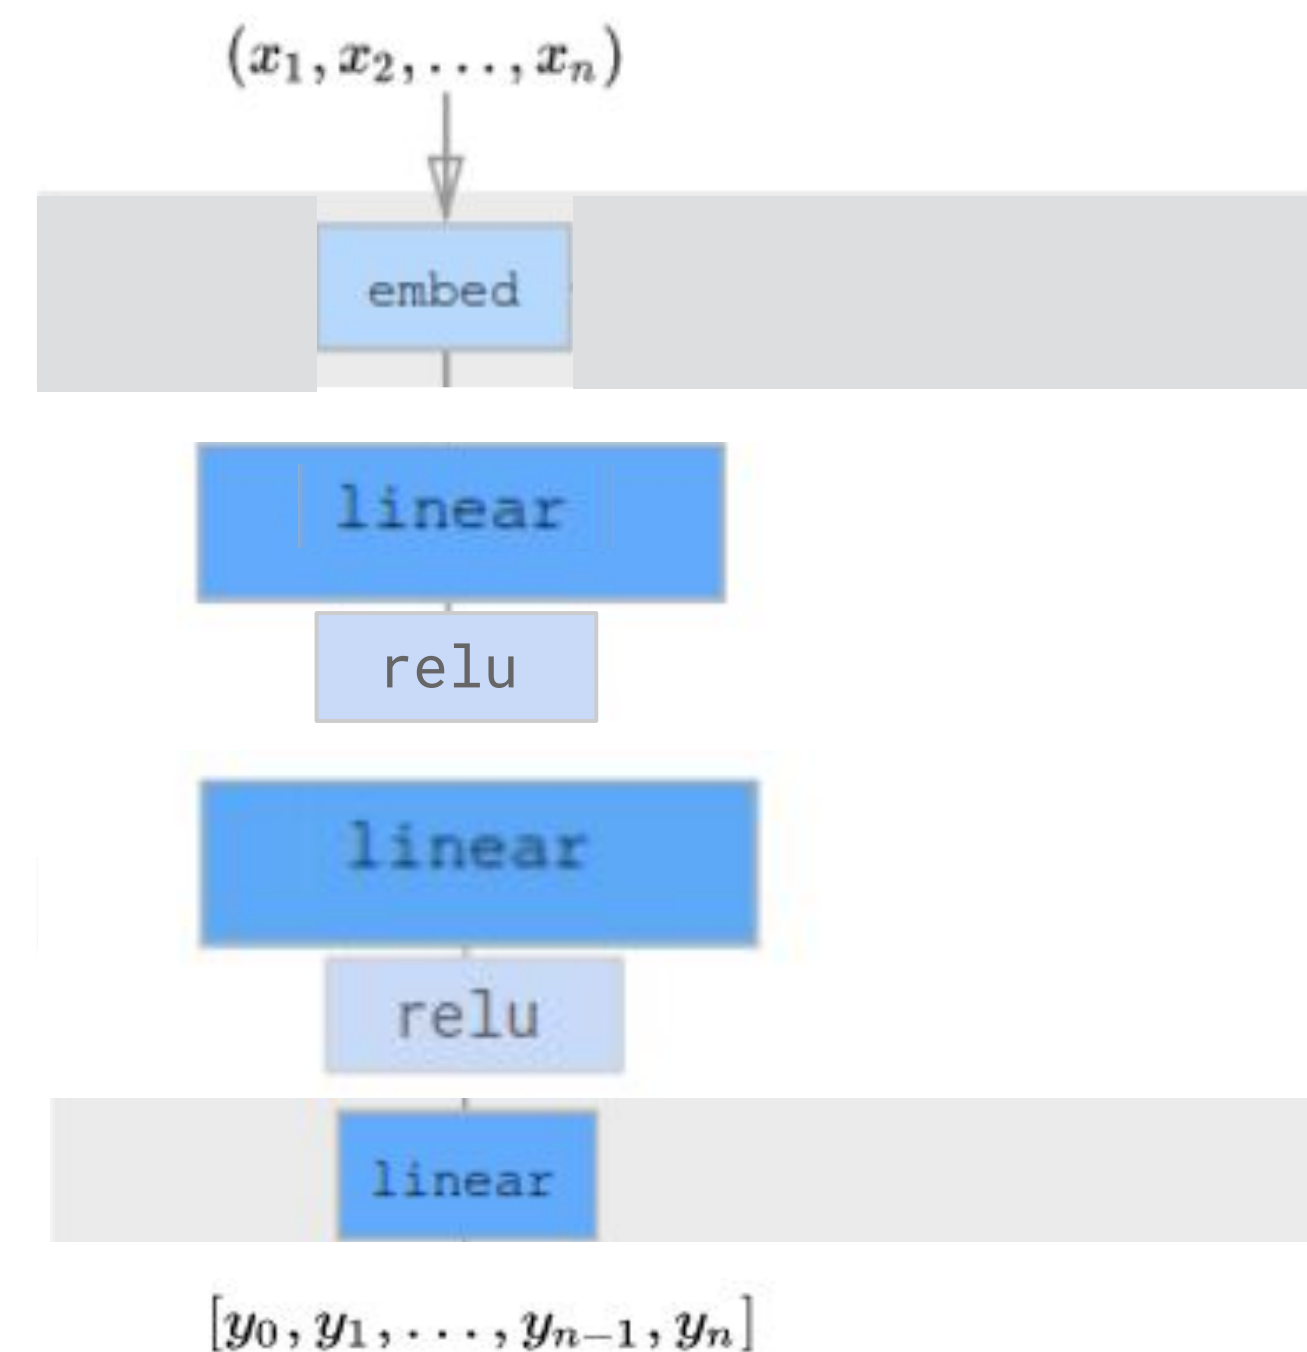 (x₁, x₂, . . . , xₙ)
embed
linear
relu
linear
relu
linear
[y₀, y₁, . . . , yₙ₋₁, yₙ]